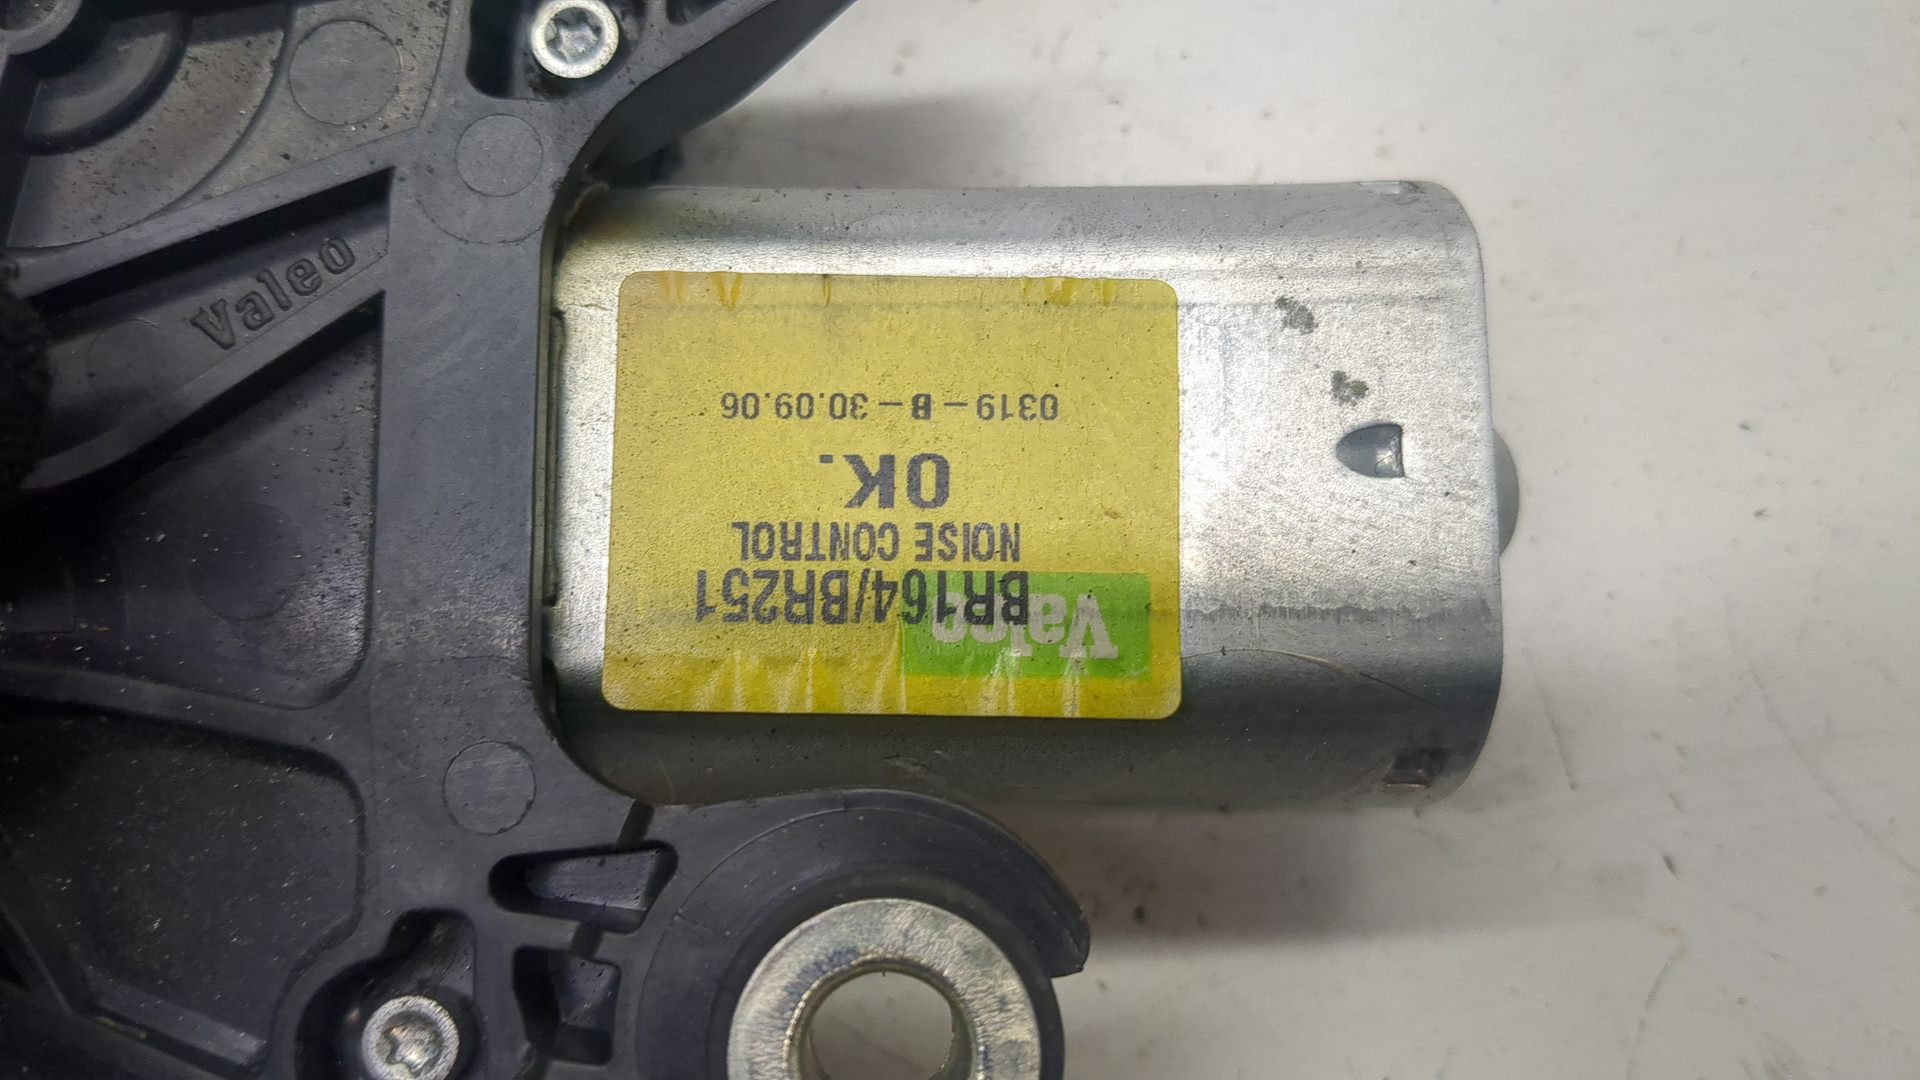 Valeo
Valeo
BR164/BR251
NOISE CONTROL
OK.
0319-B-30.09.06